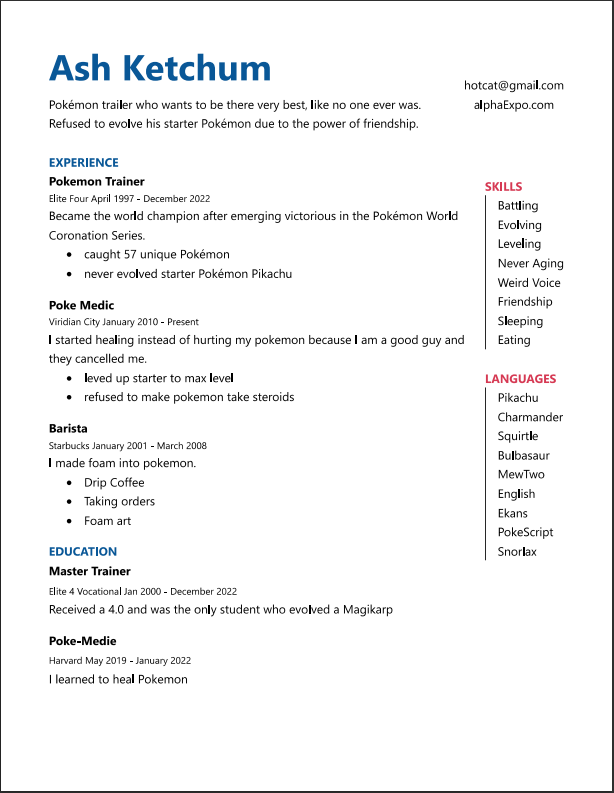 Ash Ketchum
hotcat@gmail.com
alphaExpo.com
Pokémon trailer who wants to be there very best, like no one ever was.
Refused to evolve his starter Pokémon due to the power of friendship.
EXPERIENCE
Pokemon Trainer
Elite Four April 1997 - December 2022
Became the world champion after emerging victorious in the Pokémon World
Coronation Series.
• caught 57 unique Pokémon
• never evolved starter Pokémon Pikachu
Poke Medic
Viridian City January 2010 - Present
I started healing instead of hurting my pokemon because I am a good guy and
they cancelled me.
• leved up starter to max level
• refused to make pokemon take steroids
Barista
Starbucks January 2001 - March 2008
I made foam into pokemon.
• Drip Coffee
• Taking orders
• Foam art
EDUCATION
Master Trainer
Elite 4 Vocational Jan 2000 - December 2022
Received a 4.0 and was the only student who evolved a Magikarp
Poke-Medie
Harvard May 2019 - January 2022
I learned to heal Pokemon
SKILLS
Battling
Evolving
Leveling
Never Aging
Weird Voice
Friendship
Sleeping
Eating
LANGUAGES
Pikachu
Charmander
Squirtle
Bulbasaur
MewTwo
English
Ekans
PokeScript
Snorlax